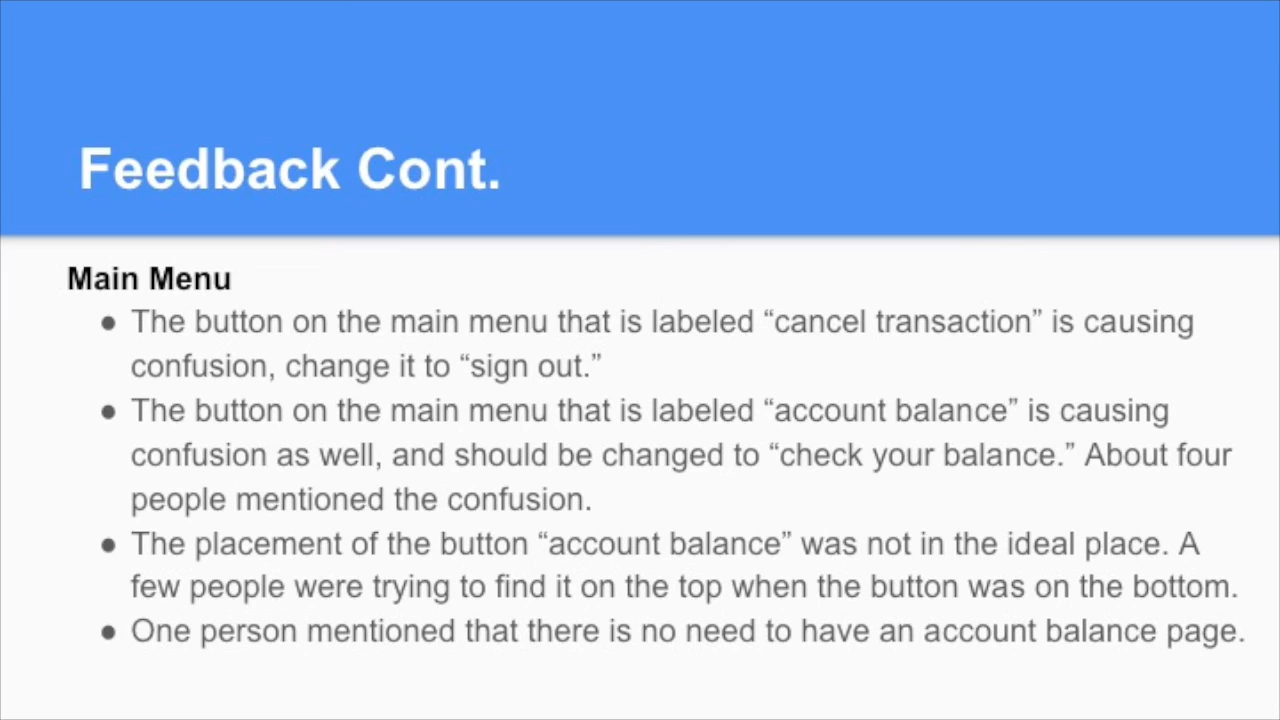 Feedback Cont.
Main Menu
● The button on the main menu that is labeled “cancel transaction” is causing
confusion, change it to “sign out.”
● The button on the main menu that is labeled “account balance” is causing
confusion as well, and should be changed to “check your balance.” About four
people mentioned the confusion.
● The placement of the button “account balance” was not in the ideal place. A
few people were trying to find it on the top when the button was on the bottom.
● One person mentioned that there is no need to have an account balance page.